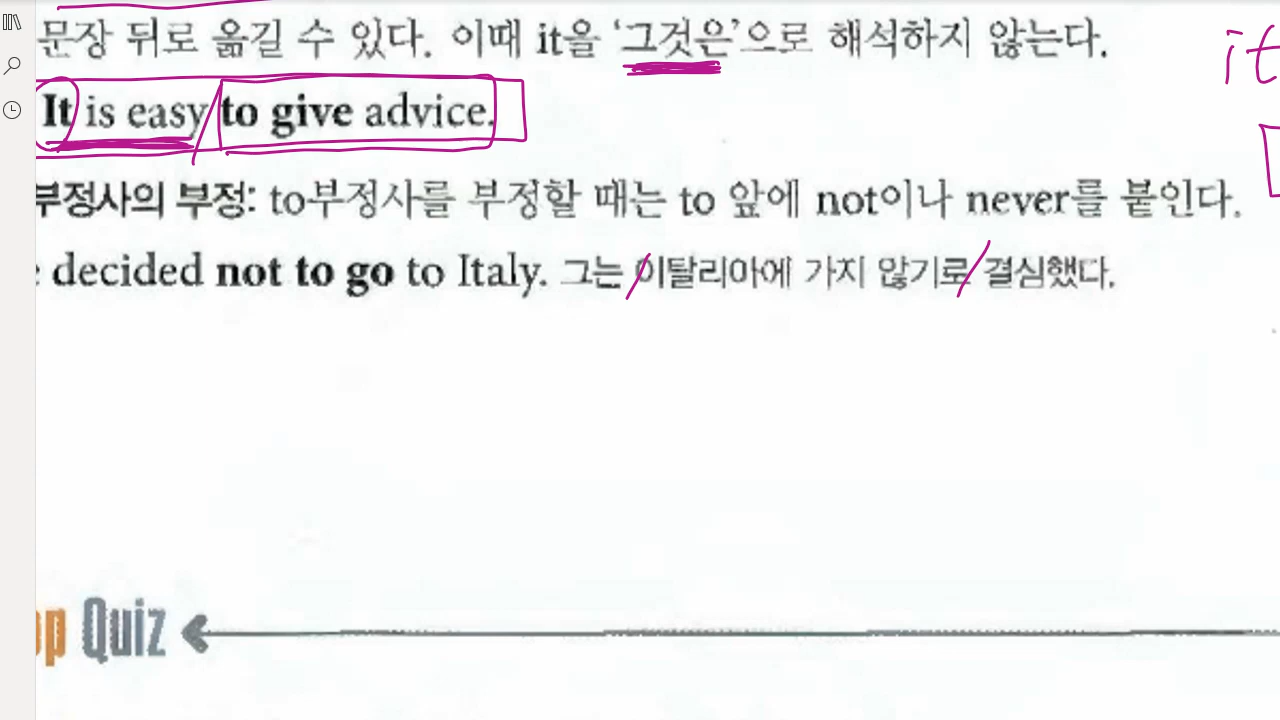 문장 뒤로 옮길 수 있다. 이때 it을 ‘그것은’으로 해석하지 않는다.
it
It is easy to give advice.
부정사의 부정: to부정사를 부정할 때는 to 앞에 not이나 never를 붙인다.
decided not to go to Italy. 그는 이탈리아에 가지 않기로 결심했다.
Quiz